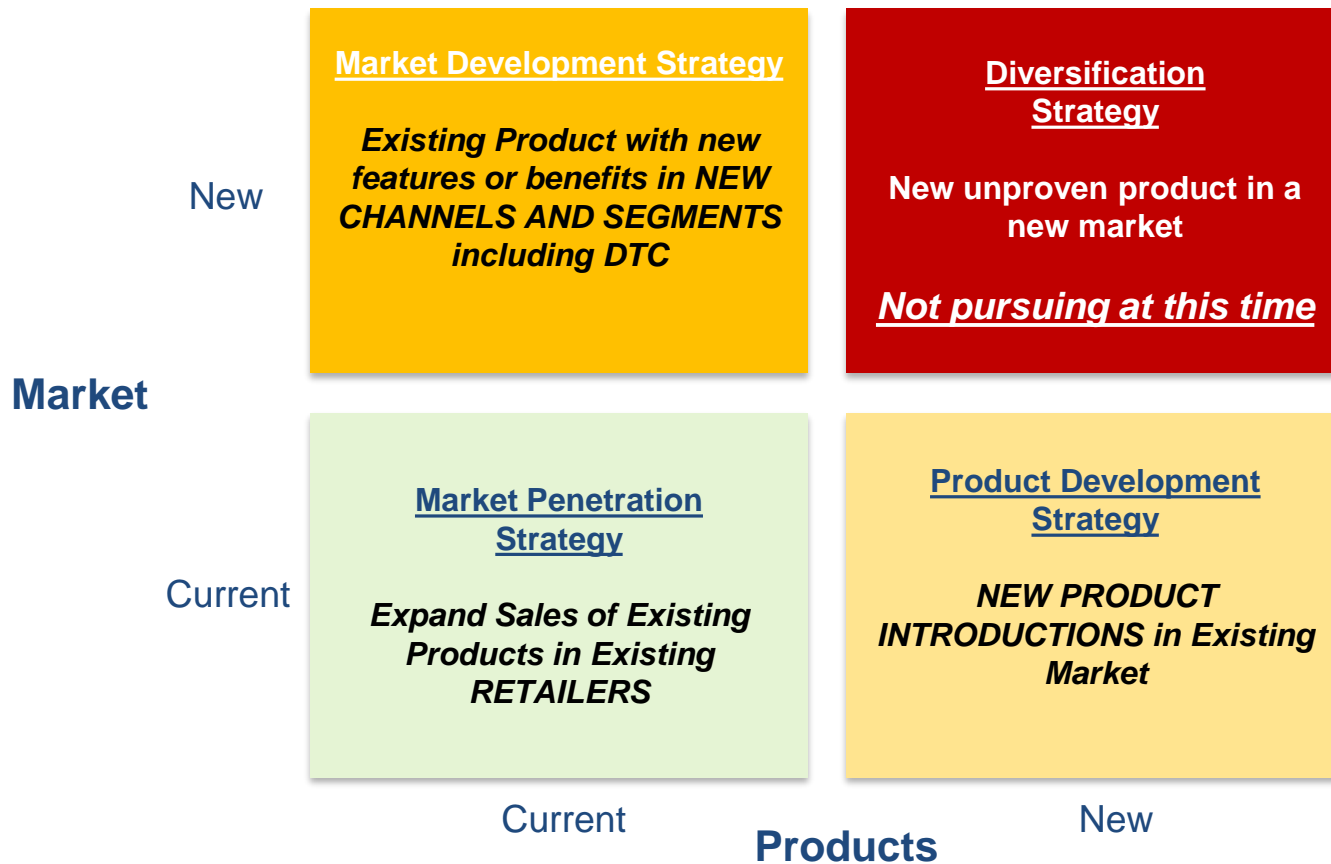 Market Development Strategy
Existing Product with new
features or benefits in NEW
CHANNELS AND SEGMENTS
including DTC
Diversification
Strategy
New unproven product in a
new market
Not pursuing at this time
New
Market
Market Penetration
Strategy
Expand Sales of Existing
Products in Existing
RETAILERS
Product Development
Strategy
NEW PRODUCT
INTRODUCTIONS in Existing
Market
Current
Current
New
Products